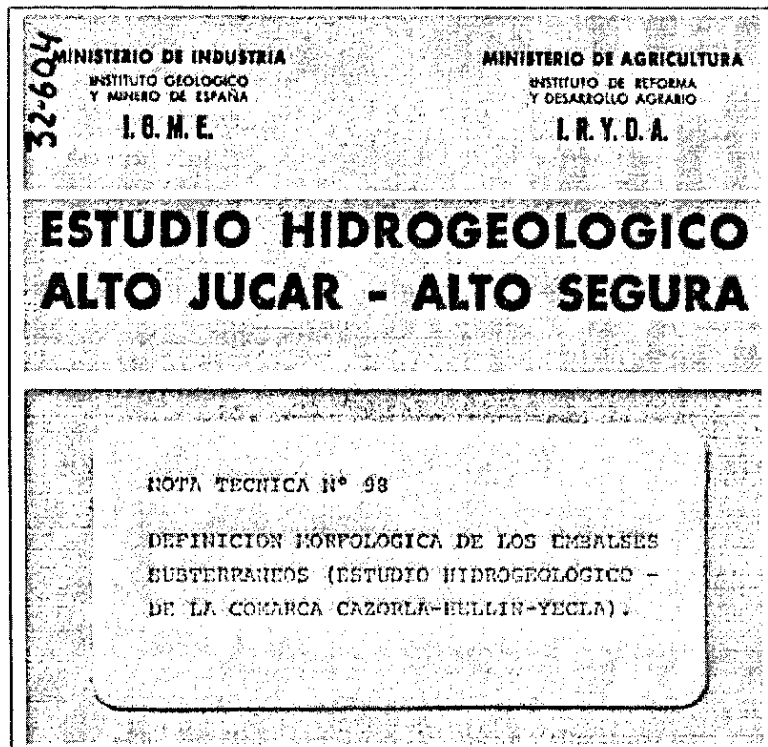 32-604
MINISTERIO DE INDUSTRIA
INSTITUTO GEOLOGICO
Y MINERO DE ESPAÑA
I. G. M. E.
MINISTERIO DE AGRICULTURA
INSTITUTO DE REFORMA
Y DESARROLLO AGRARIO
I. R. Y. D. A.
ESTUDIO HIDROGEOLOGICO
ALTO JUCAR - ALTO SEGURA
NOTA TECNICA Nº 98
DEFINICION MORFOLOGICA DE LOS EMBALSES
SUBTERRANEOS (ESTUDIO HIDROGEOLOGICO -
DE LA COMARCA CAZORLA-HELLIN-YECLA).